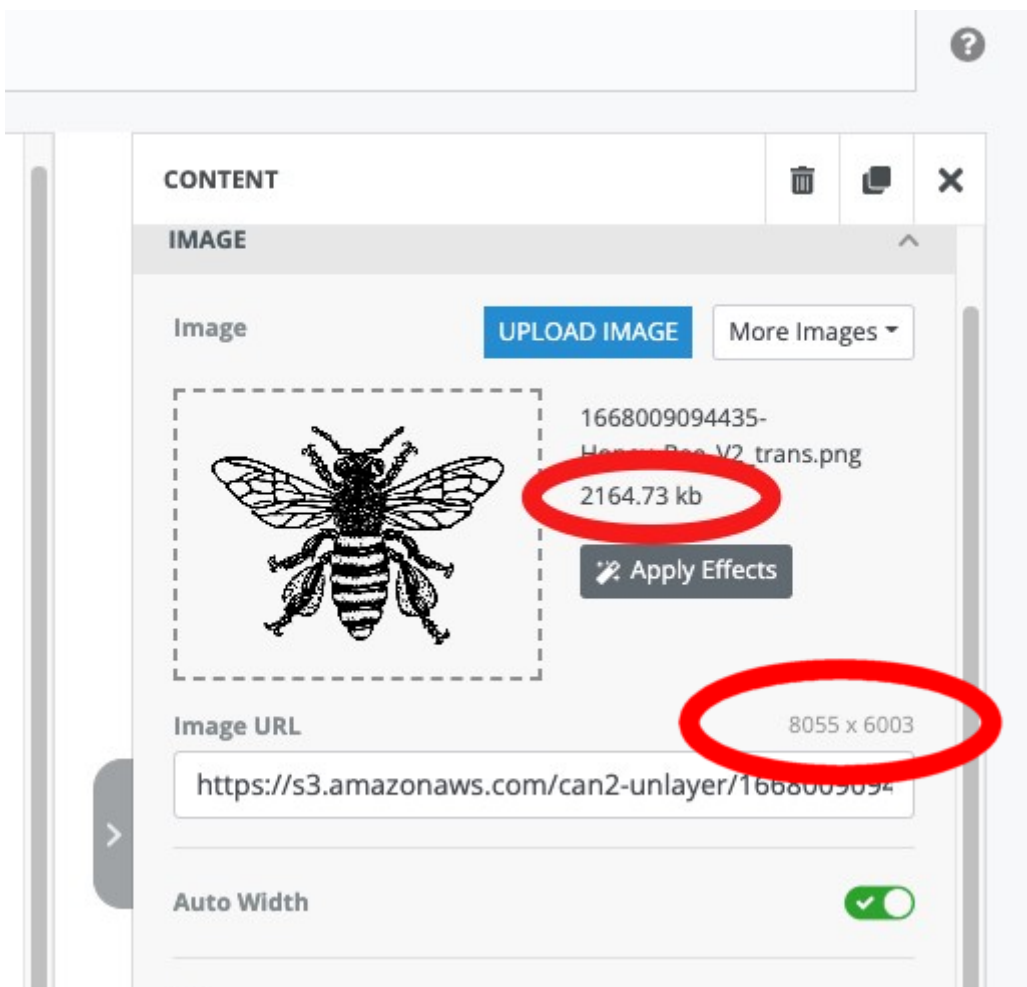 CONTENT
IMAGE
Image
UPLOAD IMAGE
More Images
1668009094435-
Honey_Bee_V2_trans.png
2164.73 kb
Apply Effects
Image URL
8055 x 6003
https://s3.amazonaws.com/can2-unlayer/1668009094
Auto Width